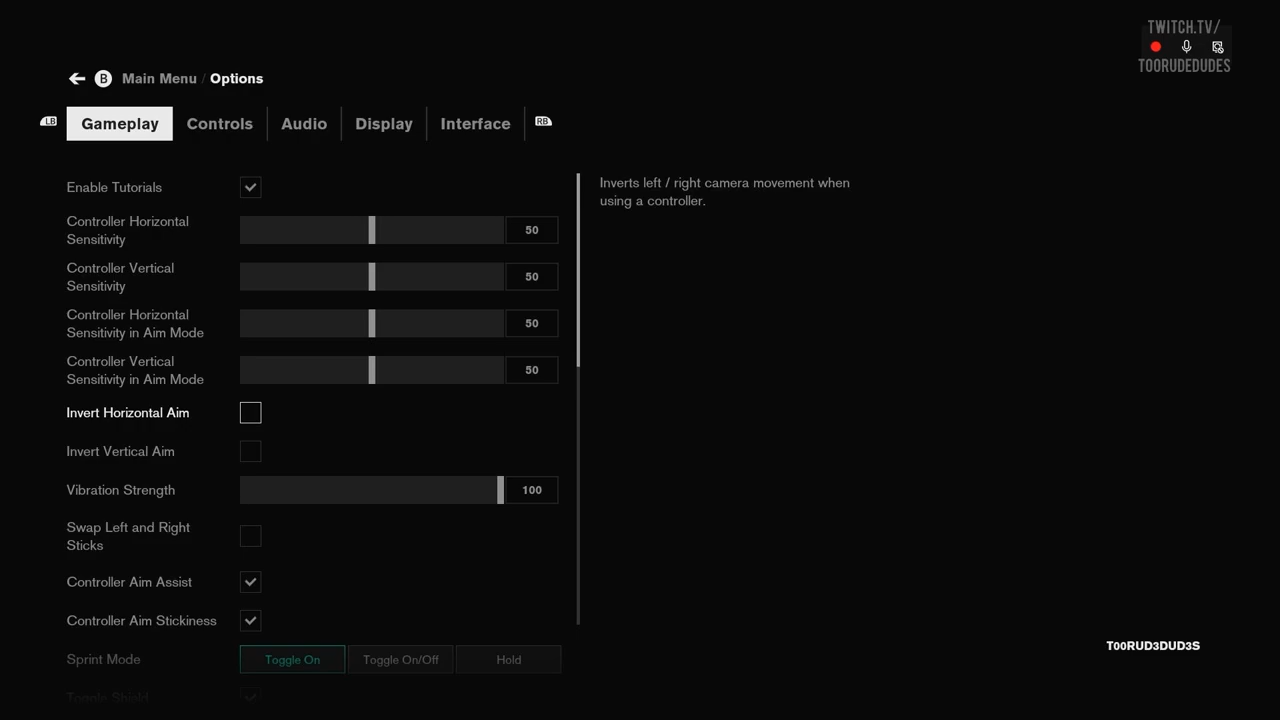 TWITCH.TV/
TOORUDEDUDES
B Main Menu / Options
LB Gameplay Controls Audio Display Interface RB
Enable Tutorials
Controller Horizontal
Sensitivity
50
Controller Vertical
Sensitivity
50
Controller Horizontal
Sensitivity in Aim Mode
50
Controller Vertical
Sensitivity in Aim Mode
50
Invert Horizontal Aim
Invert Vertical Aim
Vibration Strength 100
Swap Left and Right
Sticks
Controller Aim Assist
Controller Aim Stickiness
Sprint Mode Toggle On Toggle On/Off Hold
Toggle Shield
Inverts left / right camera movement when
using a controller.
T00RUD3DUD3S